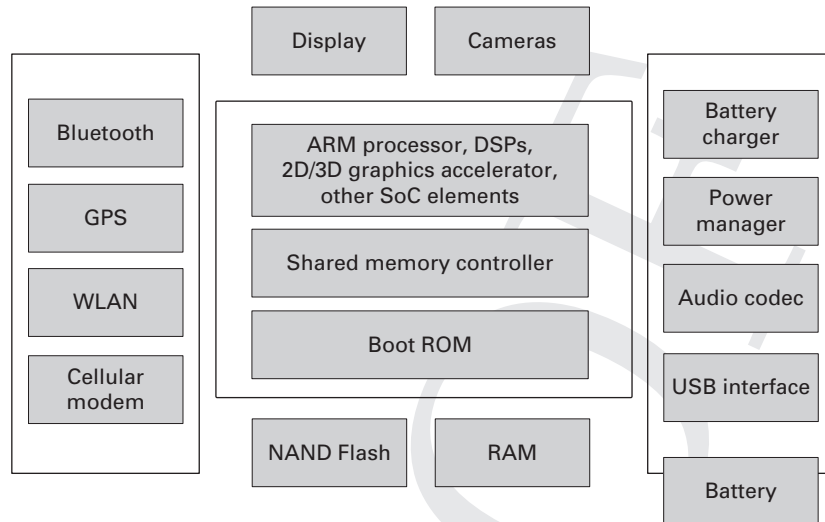 Display
Cameras
Bluetooth
GPS
WLAN
Cellular
modem
ARM processor, DSPs,
2D/3D graphics accelerator,
other SoC elements
Shared memory controller
Boot ROM
NAND Flash
RAM
Battery
charger
Power
manager
Audio codec
USB interface
Battery